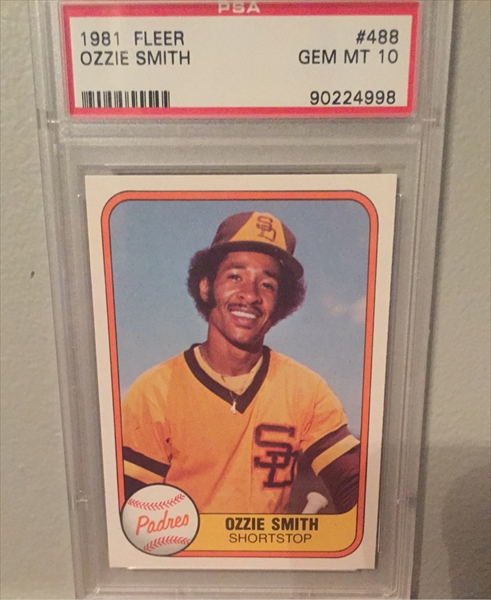 PSA
1981 FLEER #488
OZZIE SMITH GEM MT 10
90224998
SD
SD
Padres
OZZIE SMITH
SHORTSTOP